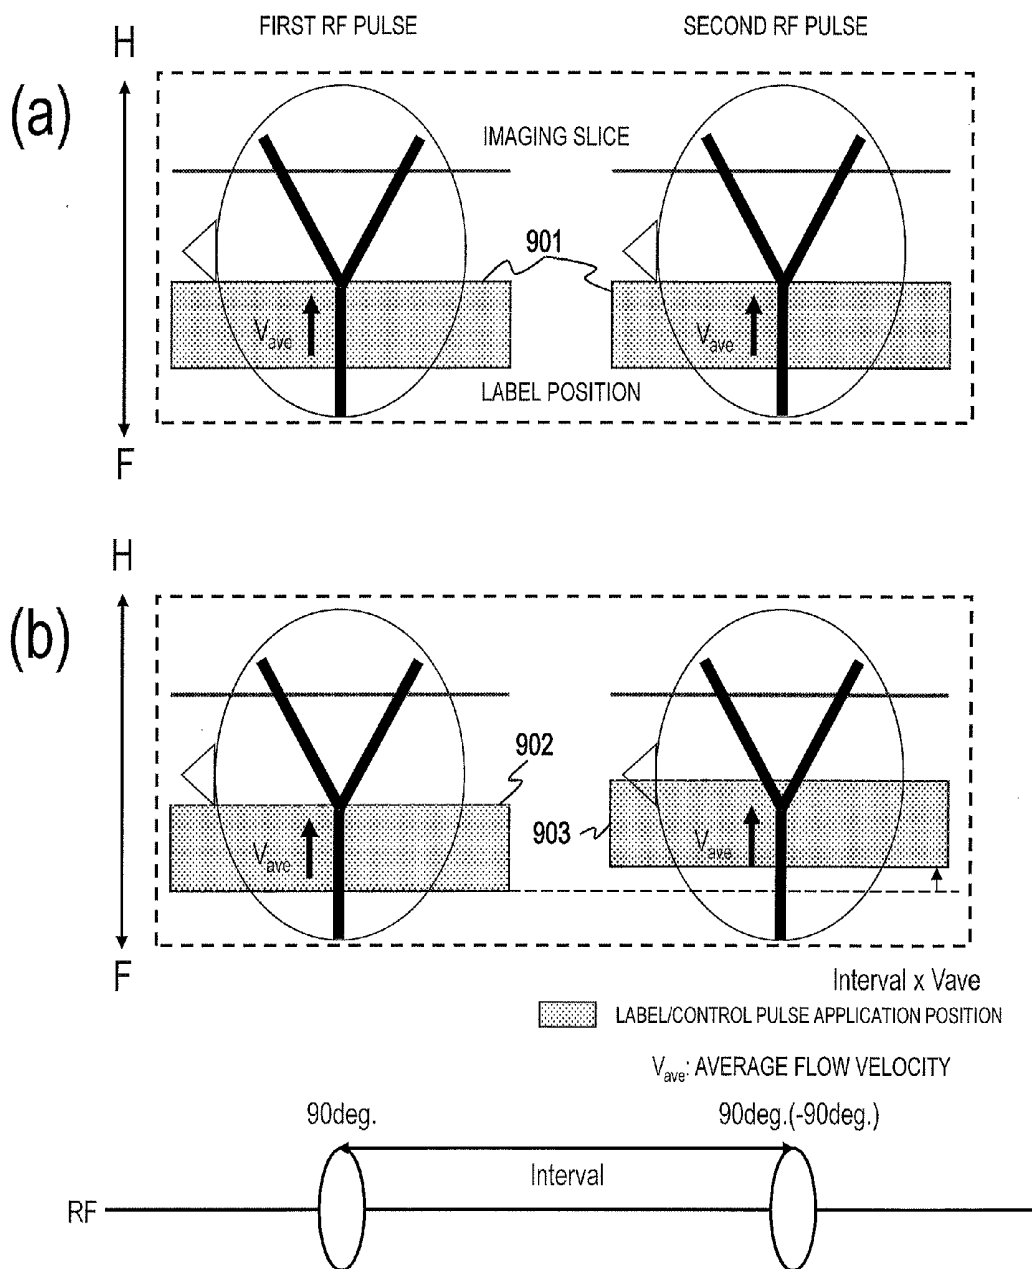 FIRST RF PULSE
SECOND RF PULSE
H
(a)
IMAGING SLICE
901
Vave
Vave
LABEL POSITION
F
H
(b)
902
903
Vave
Vave
F
Interval x Vave
LABEL/CONTROL PULSE APPLICATION POSITION
Vave: AVERAGE FLOW VELOCITY
90deg.
90deg.(-90deg.)
Interval
RF